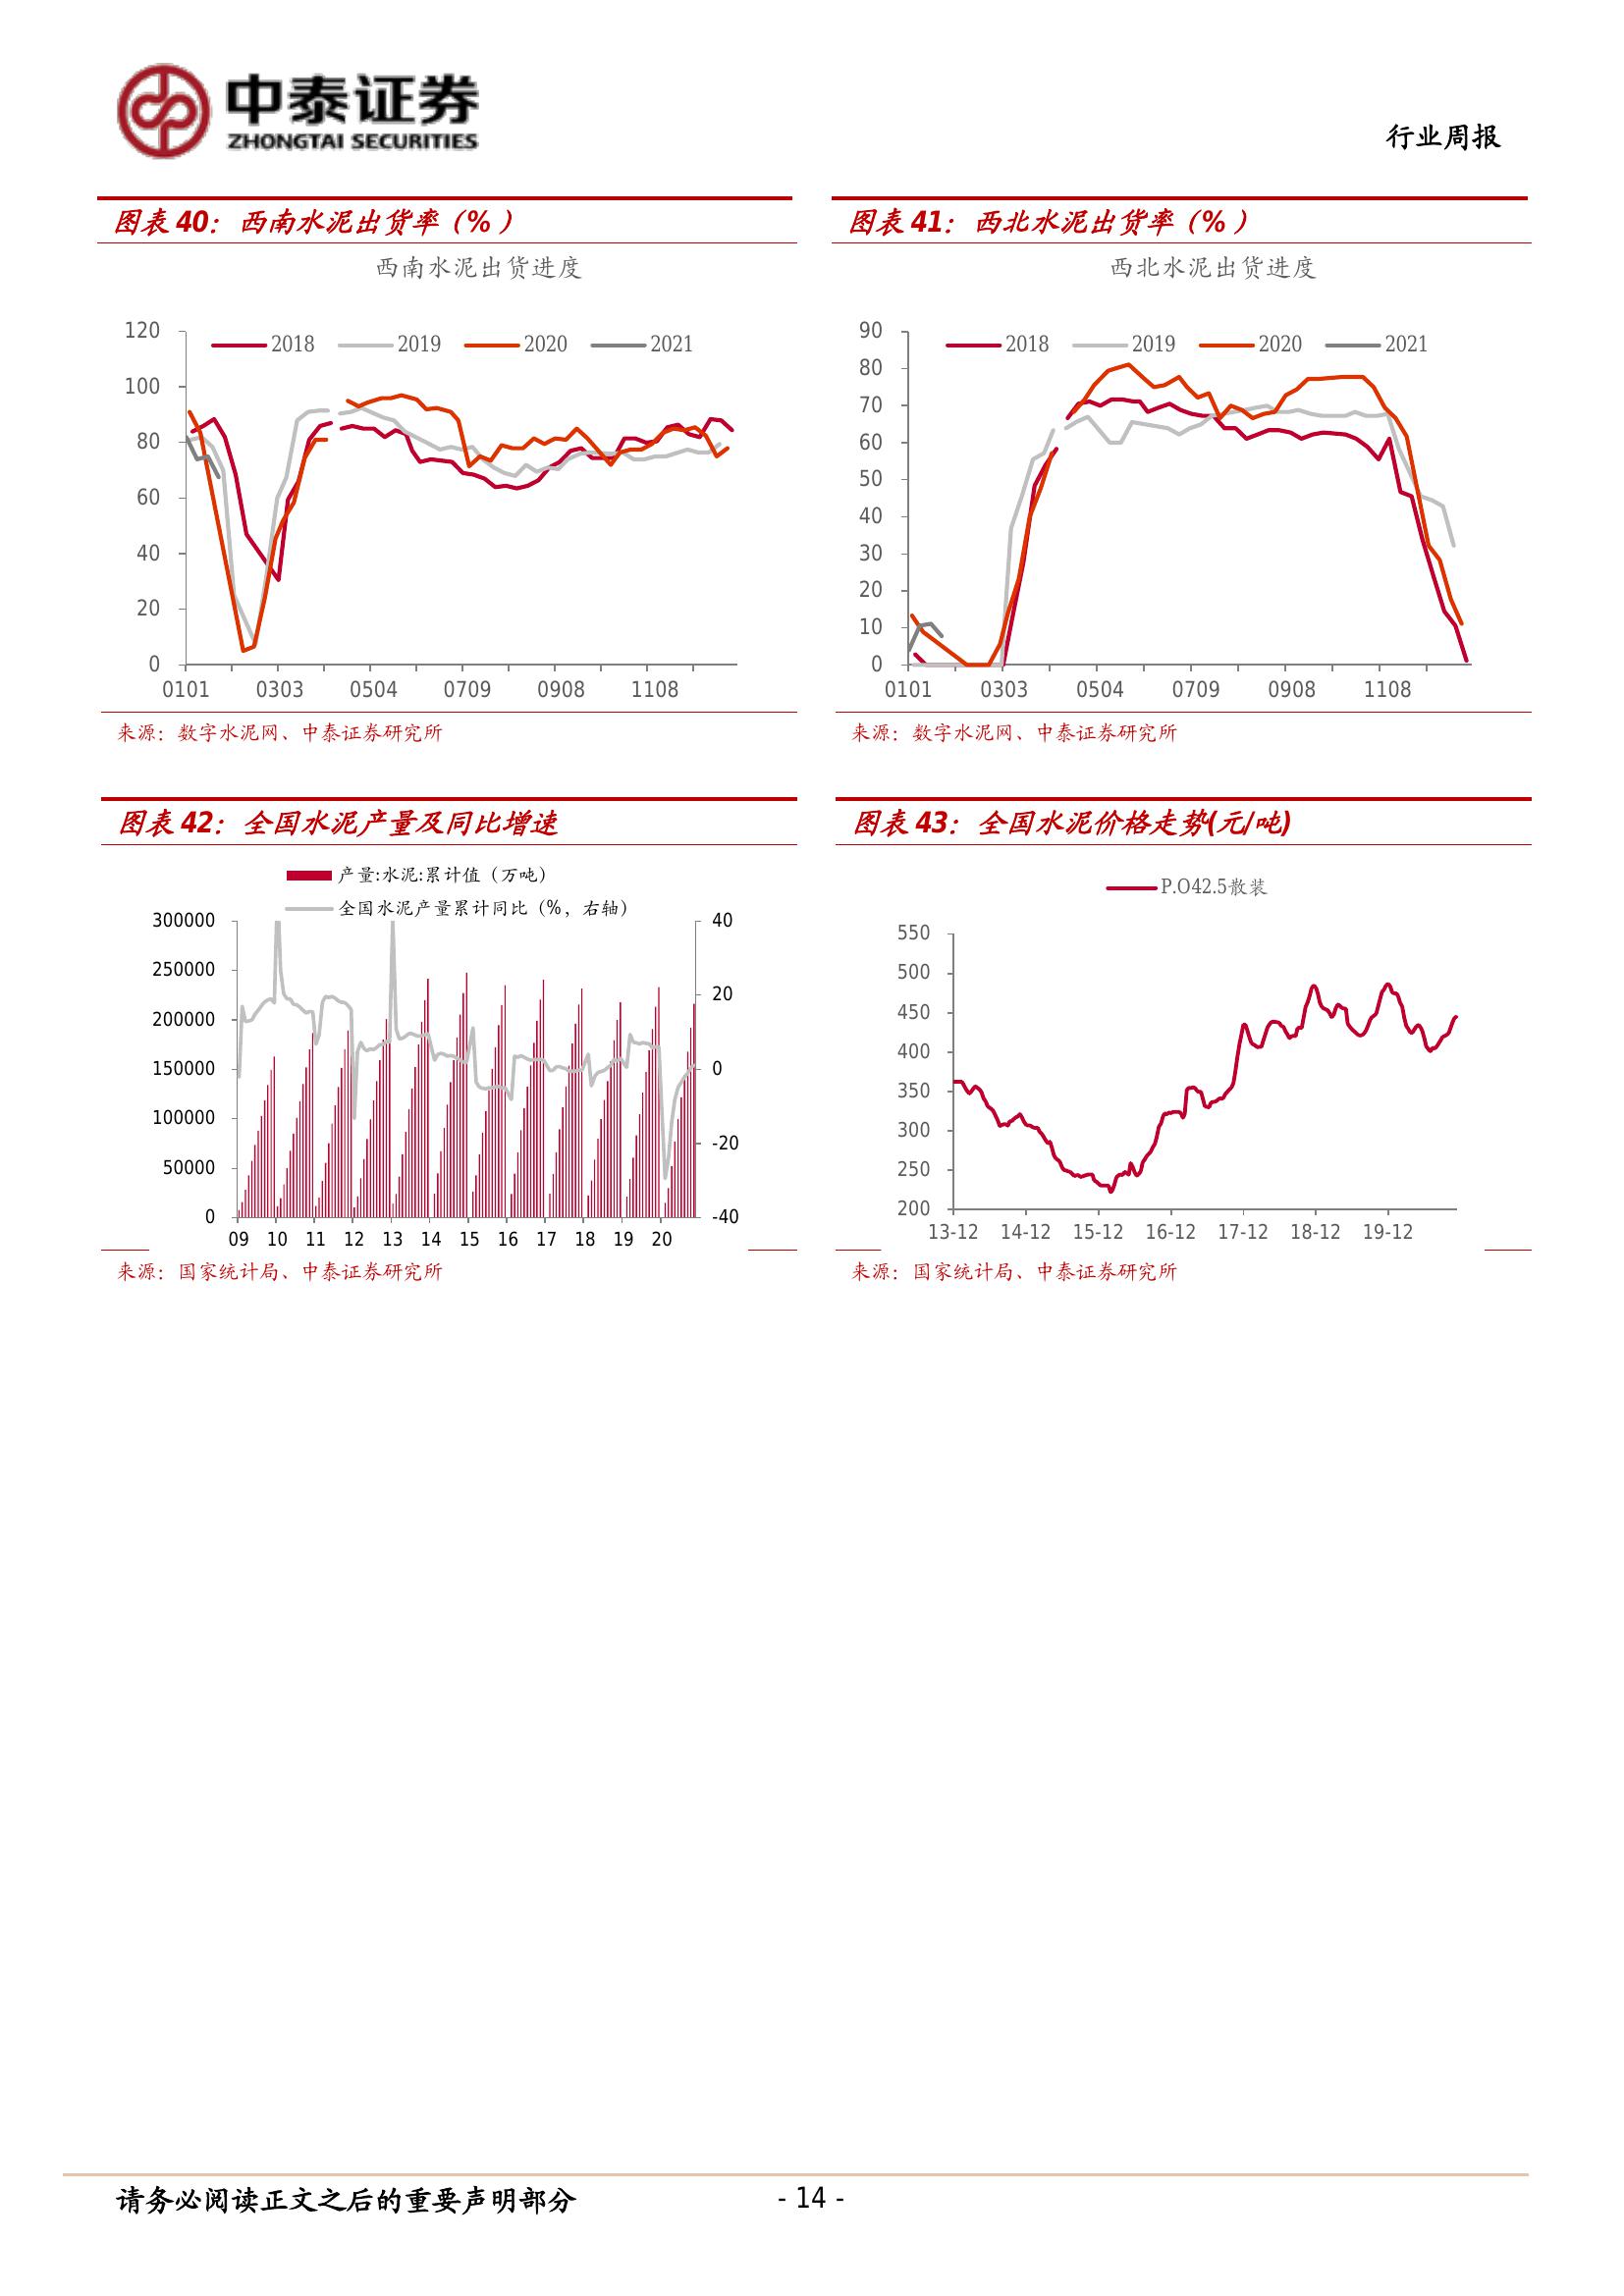 中泰证券
ZHONGTAI SECURITIES
行业周报
图表 40：西南水泥出货率（%）
西南水泥出货进度
2018 2019 2020 2021
120
100
80
60
40
20
0
0101 0303 0504 0709 0908 1108
来源：数字水泥网、中泰证券研究所
图表 41：西北水泥出货率（%）
西北水泥出货进度
2018 2019 2020 2021
90
80
70
60
50
40
30
20
10
0
0101 0303 0504 0709 0908 1108
来源：数字水泥网、中泰证券研究所
图表 42：全国水泥产量及同比增速
产量:水泥:累计值（万吨）
全国水泥产量累计同比（%，右轴）
300000 40
250000
20
200000
150000 0
100000
-20
50000
0 -40
09 10 11 12 13 14 15 16 17 18 19 20
来源：国家统计局、中泰证券研究所
图表 43：全国水泥价格走势(元/吨)
P.O42.5散装
550
500
450
400
350
300
250
200
13-12 14-12 15-12 16-12 17-12 18-12 19-12
来源：国家统计局、中泰证券研究所
请务必阅读正文之后的重要声明部分
- 14 -